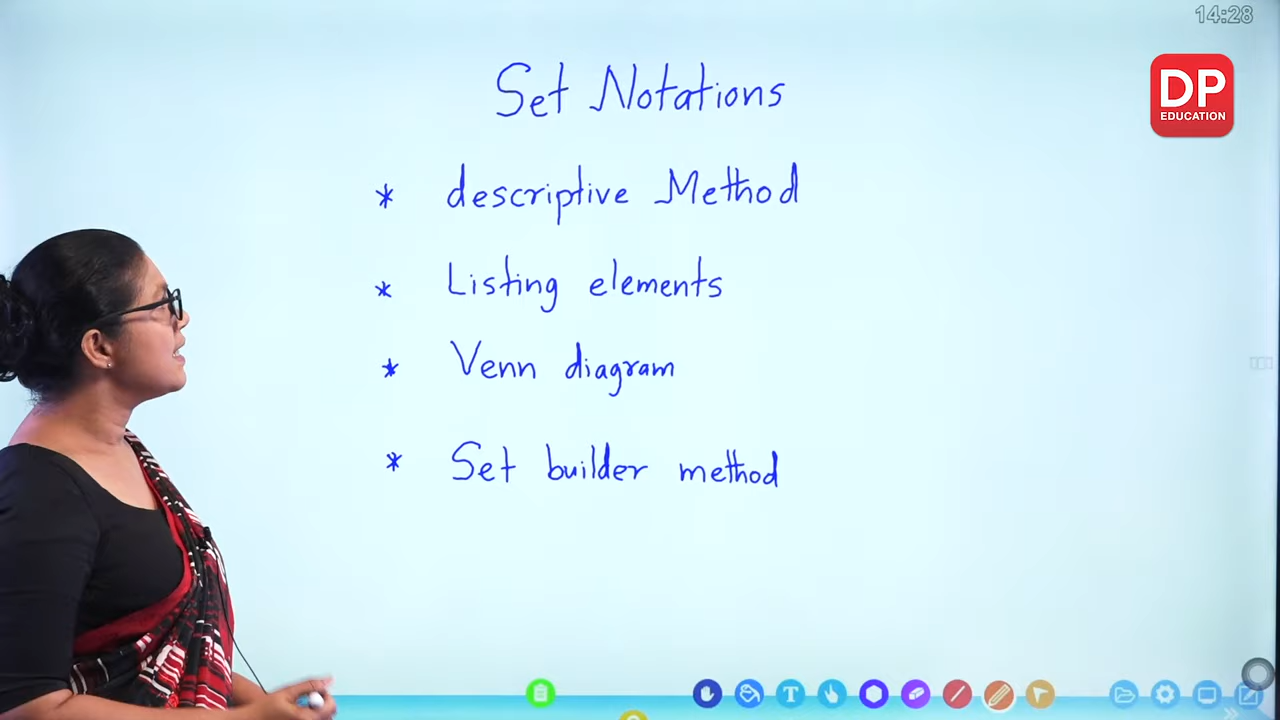 14:28
Set Notations
DP
EDUCATION
* descriptive Method
* Listing elements
* Venn diagram
* Set builder method
T